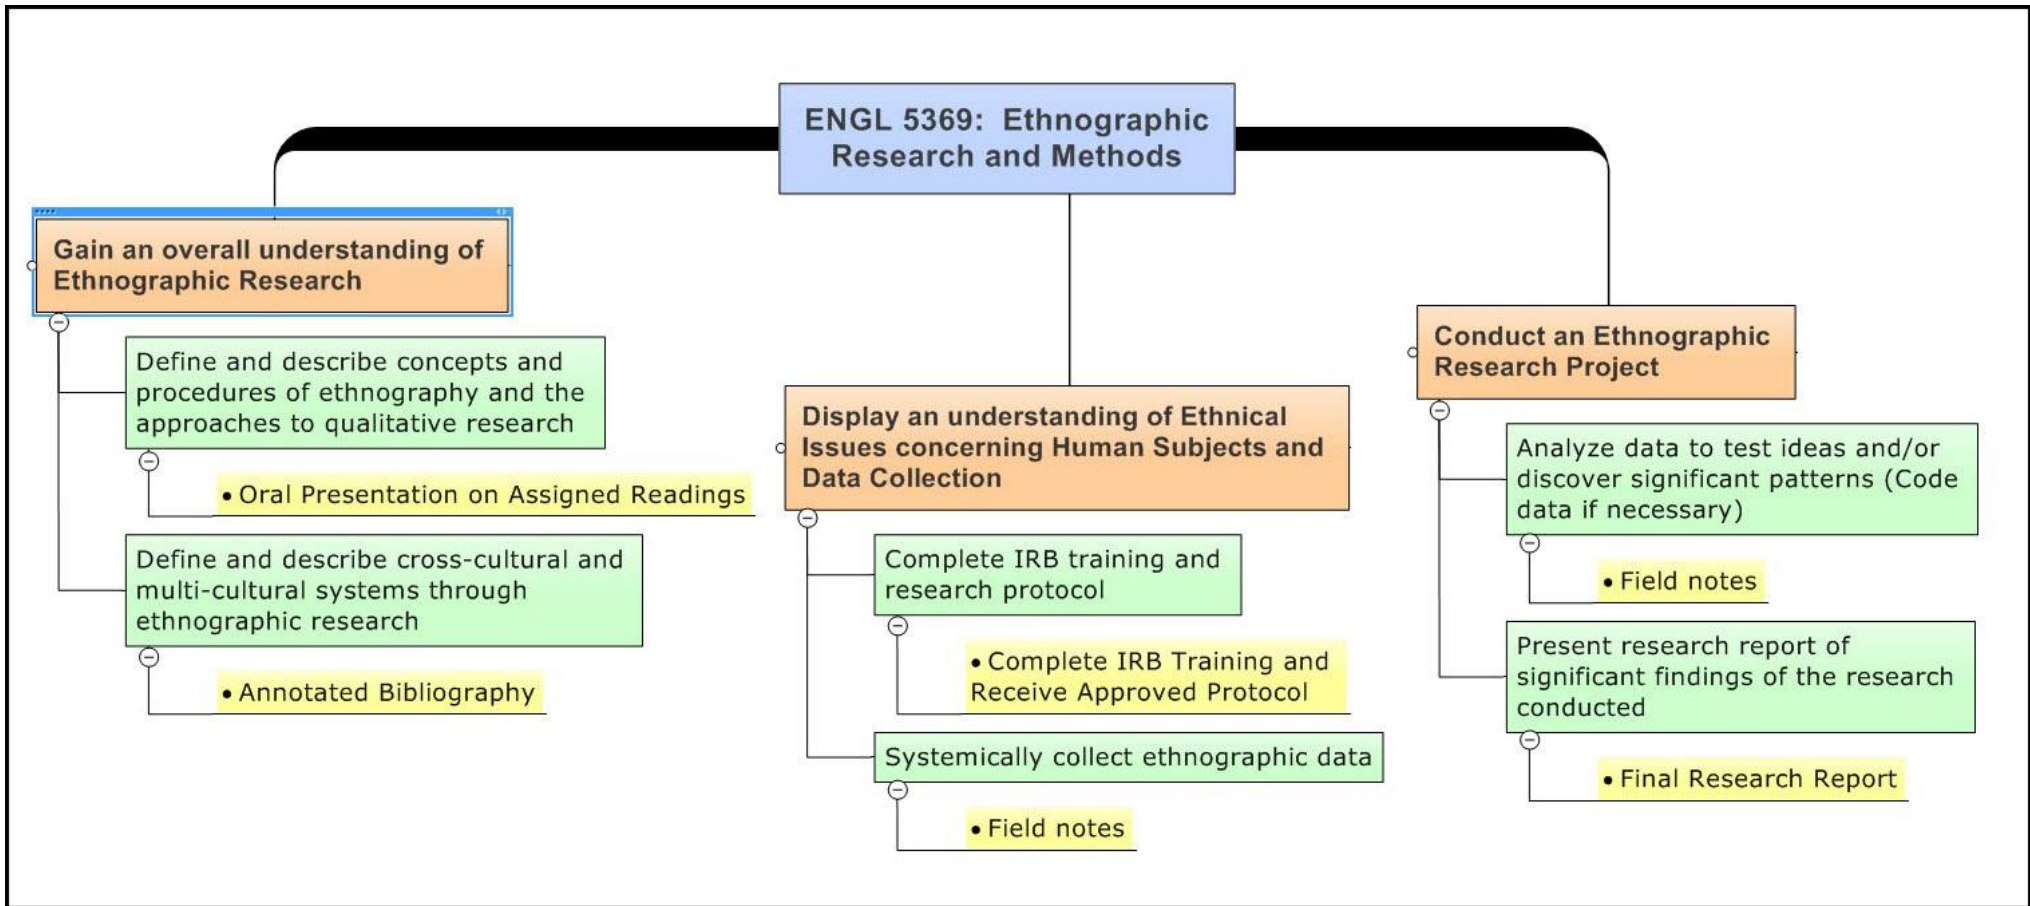 ENGL 5369: Ethnographic
Research and Methods
Gain an overall understanding of
Ethnographic Research
Define and describe concepts and
procedures of ethnography and the
approaches to qualitative research
• Oral Presentation on Assigned Readings
Define and describe cross-cultural and
multi-cultural systems through
ethnographic research
• Annotated Bibliography
Display an understanding of Ethnical
Issues concerning Human Subjects and
Data Collection
Complete IRB training and
research protocol
• Complete IRB Training and
Receive Approved Protocol
Systemically collect ethnographic data
• Field notes
Conduct an Ethnographic
Research Project
Analyze data to test ideas and/or
discover significant patterns (Code
data if necessary)
• Field notes
Present research report of
significant findings of the research
conducted
• Final Research Report